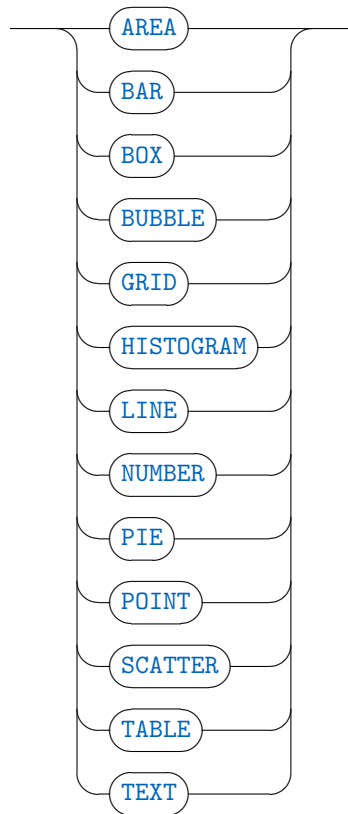 AREA
BAR
BOX
BUBBLE
GRID
HISTOGRAM
LINE
NUMBER
PIE
POINT
SCATTER
TABLE
TEXT